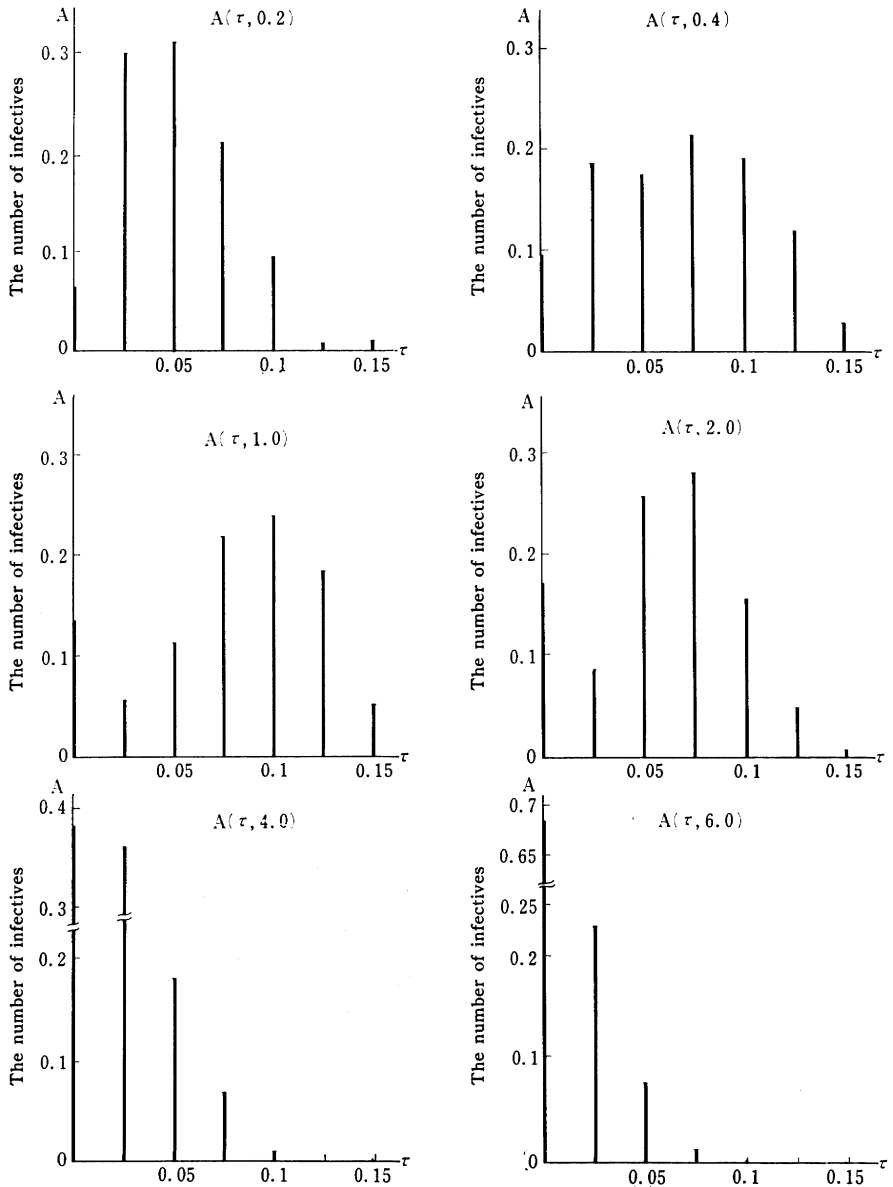 A
A(τ, 0.2)
The number of infectives
0.3
0.2
0.1
0
0.05
0.1
0.15
τ
A
A(τ, 0.4)
The number of infectives
0.3
0.2
0.1
0
0.05
0.1
0.15
τ
A
A(τ, 1.0)
The number of infectives
0.3
0.2
0.1
0
0.05
0.1
0.15
τ
A
A(τ, 2.0)
The number of infectives
0.3
0.2
0.1
0
0.05
0.1
0.15
τ
A
A(τ, 4.0)
The number of infectives
0.4
0.3
0.2
0.1
0
0.05
0.1
0.15
τ
A
A(τ, 6.0)
The number of infectives
0.7
0.65
0.25
0.2
0.1
0
0.05
0.1
0.15
τ